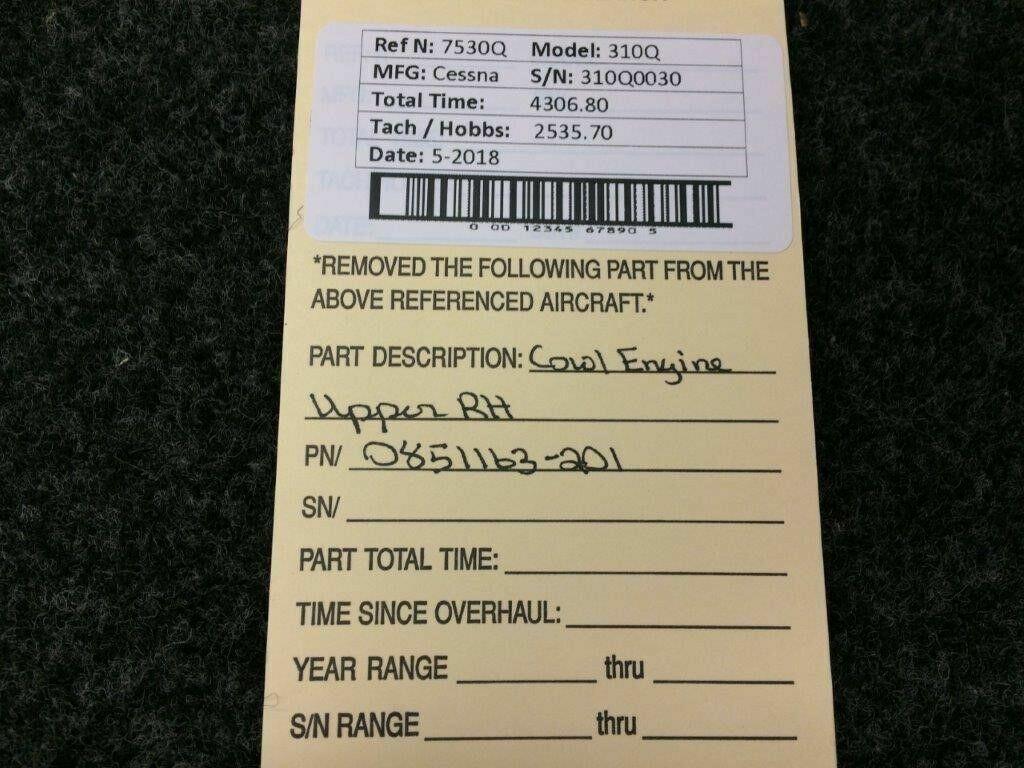 Ref N: 7530Q Model: 310Q
MFG: Cessna S/N: 310Q0030
Total Time: 4306.80
Tach / Hobbs: 2535.70
Date: 5-2018
0 00 12345 67890 5
*REMOVED THE FOLLOWING PART FROM THE
ABOVE REFERENCED AIRCRAFT.*
PART DESCRIPTION: Cowl Engine
Upper RH
PN/ 0851163-201
SN/
PART TOTAL TIME:
TIME SINCE OVERHAUL:
YEAR RANGE thru
S/N RANGE thru